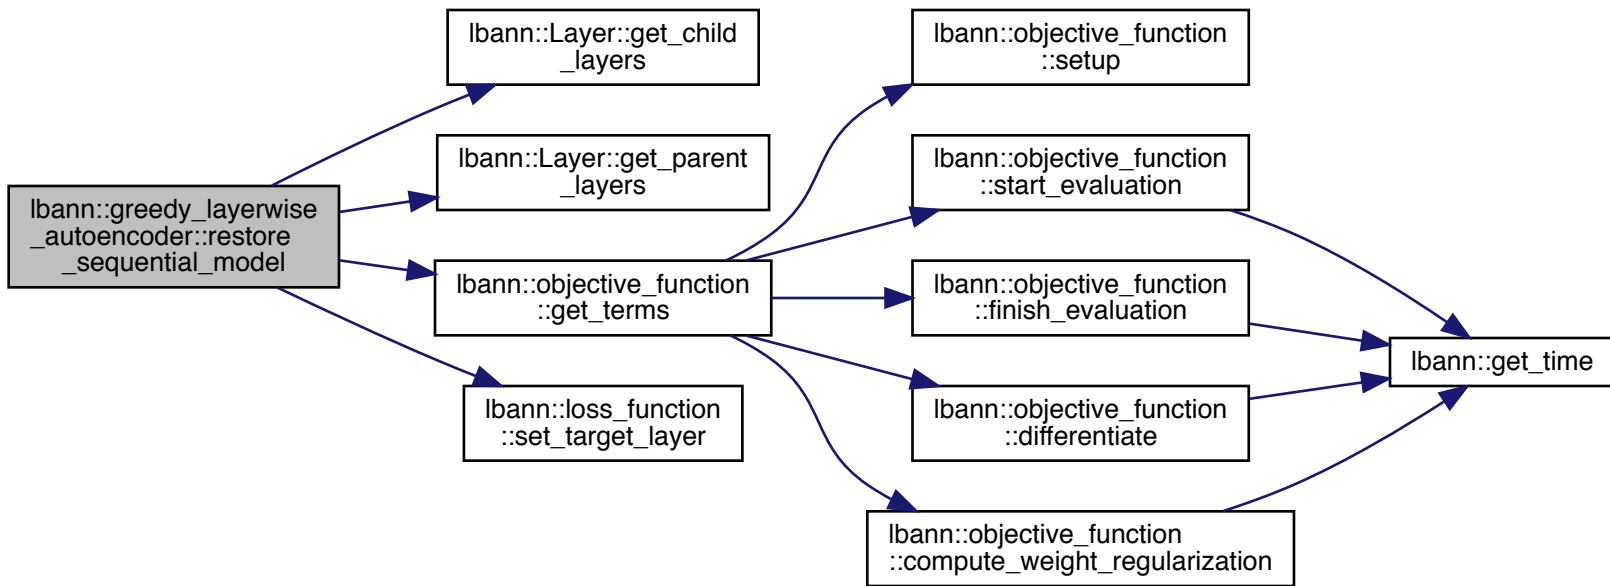 lbann::greedy_layerwise
_autoencoder::restore
_sequential_model
lbann::Layer::get_child
_layers
lbann::Layer::get_parent
_layers
lbann::objective_function
::get_terms
lbann::loss_function
::set_target_layer
lbann::objective_function
::setup
lbann::objective_function
::start_evaluation
lbann::objective_function
::finish_evaluation
lbann::objective_function
::differentiate
lbann::objective_function
::compute_weight_regularization
lbann::get_time